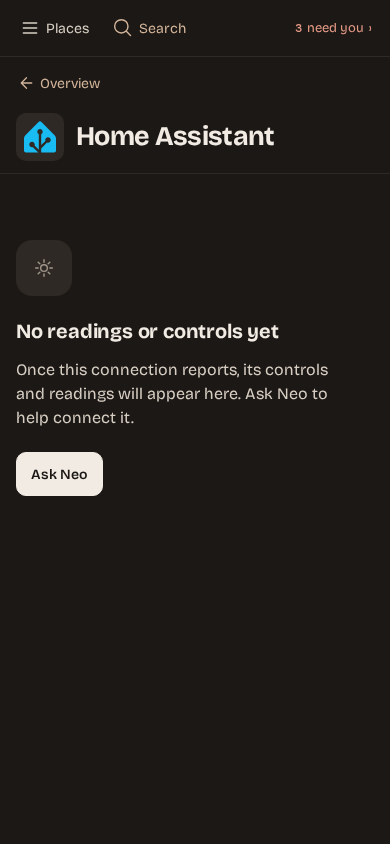 Places
Search
3 need you ›
Overview
Home Assistant
No readings or controls yet
Once this connection reports, its controls
and readings will appear here. Ask Neo to
help connect it.
Ask Neo